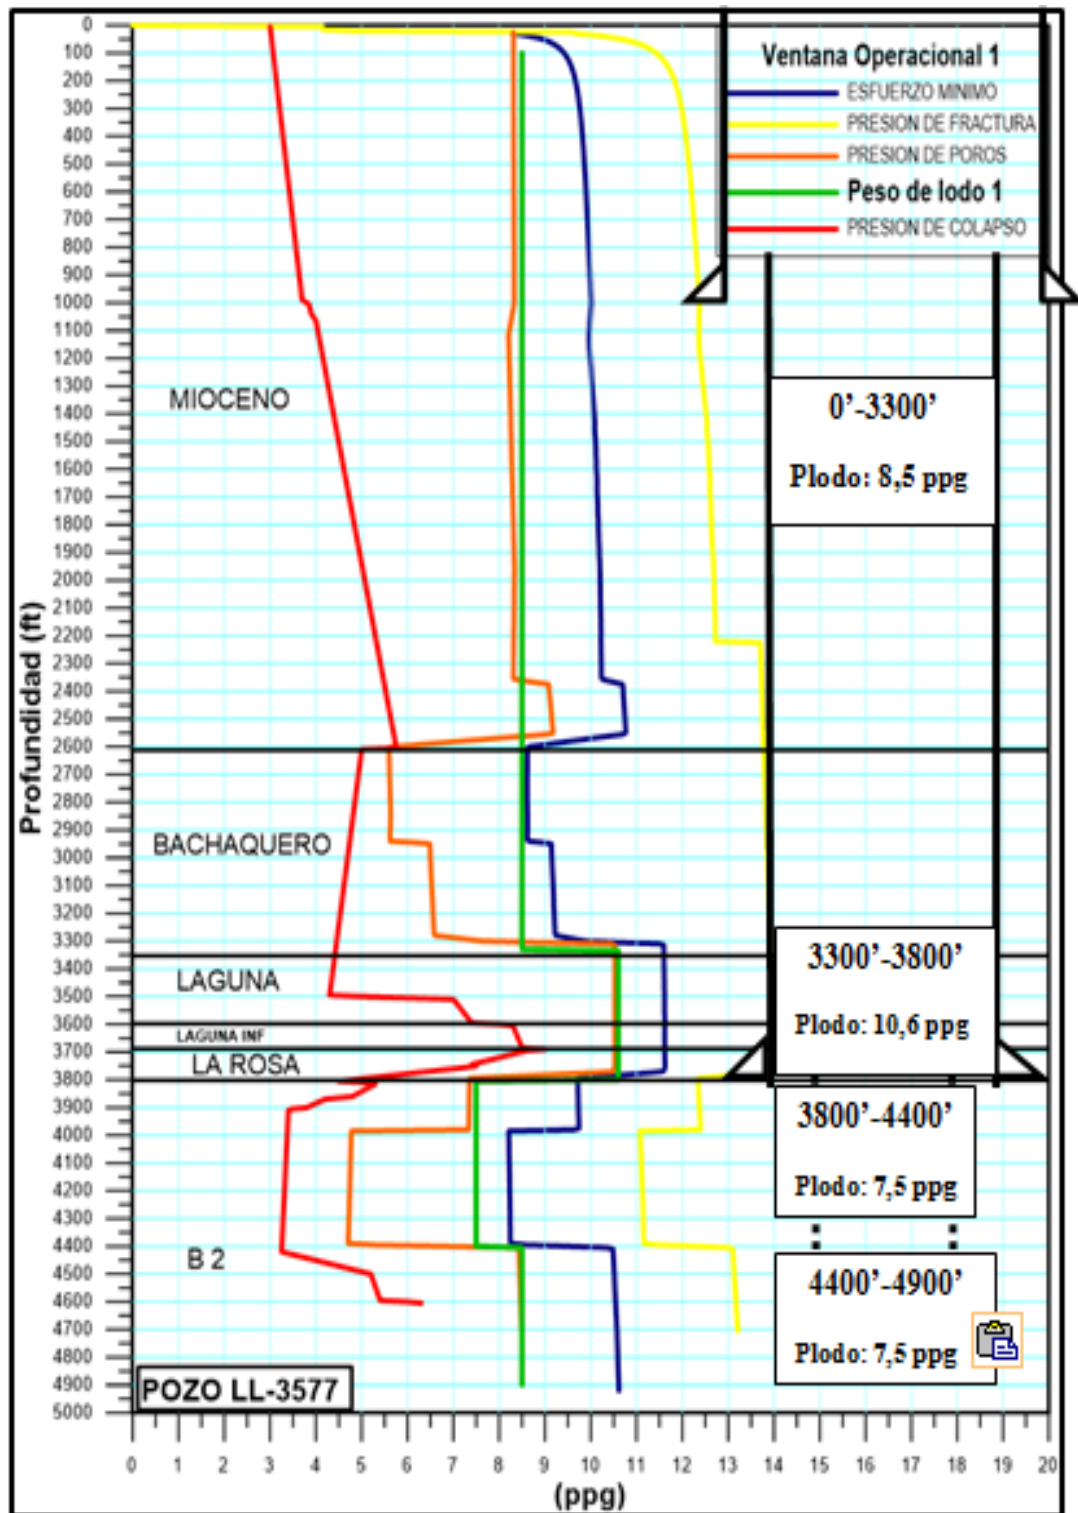 Ventana Operacional 1
ESFUERZO MINIMO
PRESION DE FRACTURA
PRESION DE POROS
Peso de lodo 1
PRESION DE COLAPSO
Profundidad (ft)
0
100
200
300
400
500
600
700
800
900
1000
1100
1200
1300
1400
1500
1600
1700
1800
1900
2000
2100
2200
2300
2400
2500
2600
2700
2800
2900
3000
3100
3200
3300
3400
3500
3600
3700
3800
3900
4000
4100
4200
4300
4400
4500
4600
4700
4800
4900
5000
MIOCENO
BACHAQUERO
LAGUNA
LAGUNA INF
LA ROSA
B 2
0’-3300’
Plodo: 8,5 ppg
3300’-3800’
Plodo: 10,6 ppg
3800’-4400’
Plodo: 7,5 ppg
4400’-4900’
Plodo: 7,5 ppg
POZO LL-3577
0 1 2 3 4 5 6 7 8 9 10 11 12 13 14 15 16 17 18 19 20
(ppg)